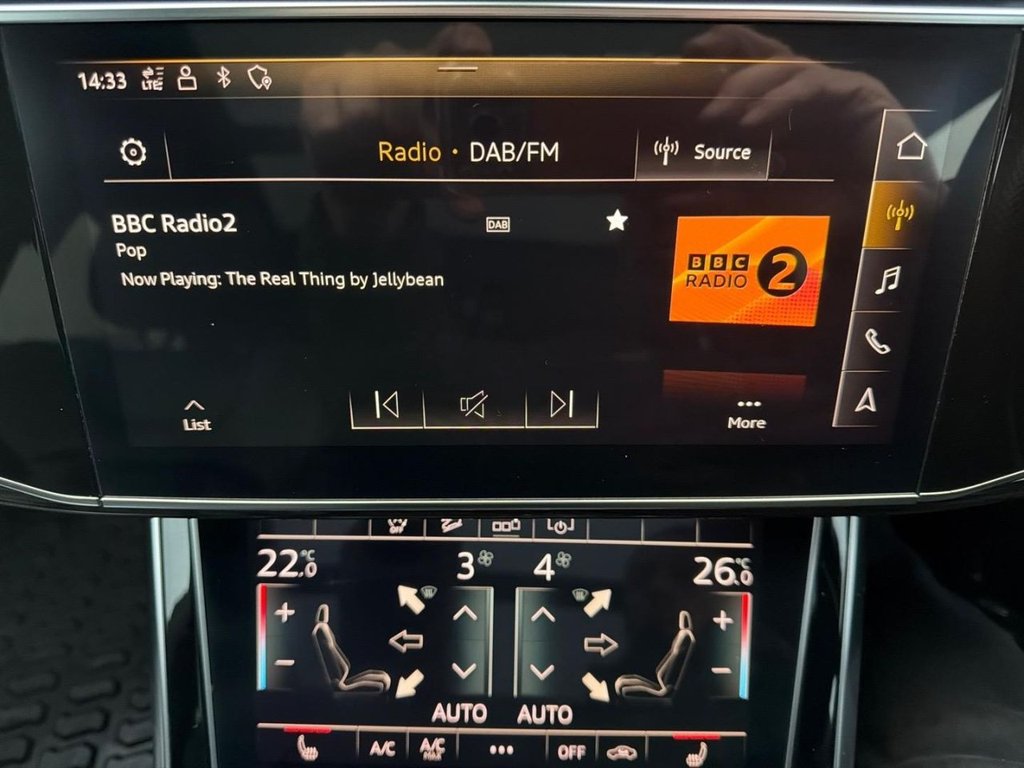 14:33 LTE
Radio • DAB/FM
Source
BBC Radio2
DAB
Pop
Now Playing: The Real Thing by Jellybean
BBC
RADIO 2
List
More
OFF
22.0 °C
3
4
26.0 °C
AUTO AUTO
A/C
A/C
MAX
OFF